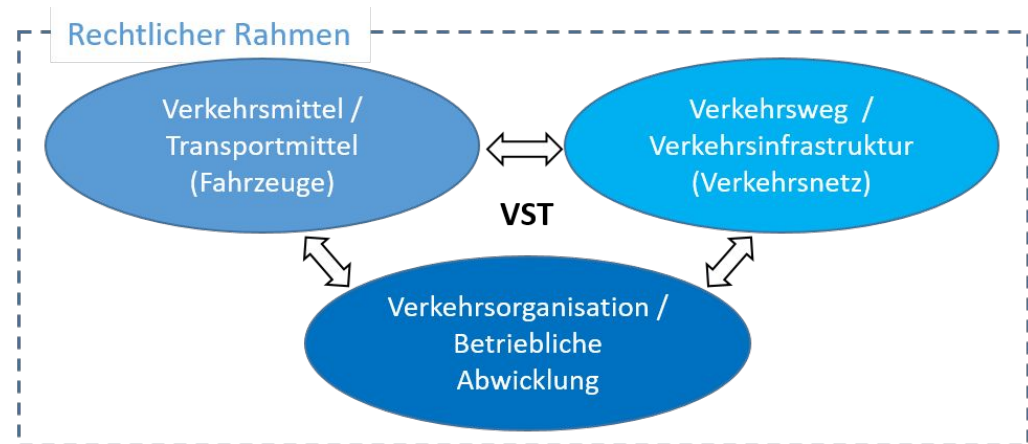 Rechtlicher Rahmen
Verkehrsmittel /
Transportmittel
(Fahrzeuge)
Verkehrsweg /
Verkehrsinfrastruktur
(Verkehrsnetz)
VST
Verkehrsorganisation /
Betriebliche
Abwicklung